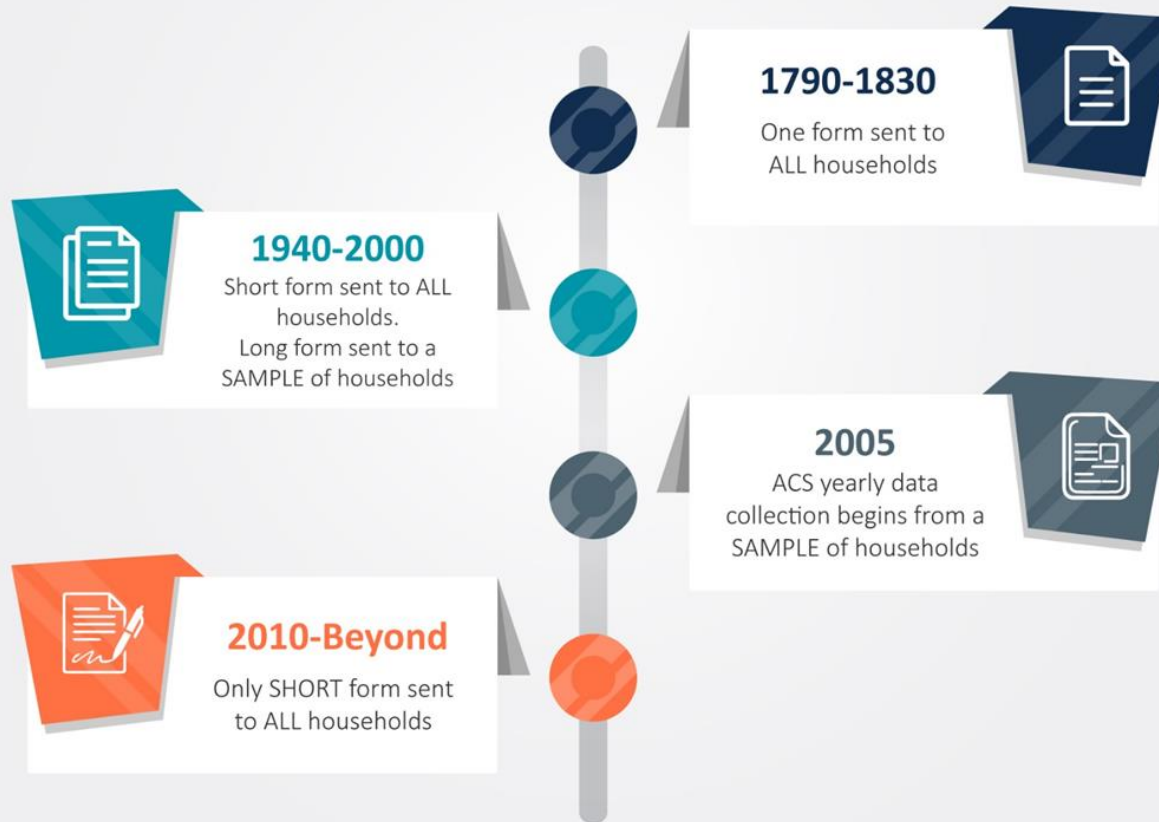 1790-1830
One form sent to
ALL households
1940-2000
Short form sent to ALL
households.
Long form sent to a
SAMPLE of households
2005
ACS yearly data
collection begins from a
SAMPLE of households
2010-Beyond
Only SHORT form sent
to ALL households